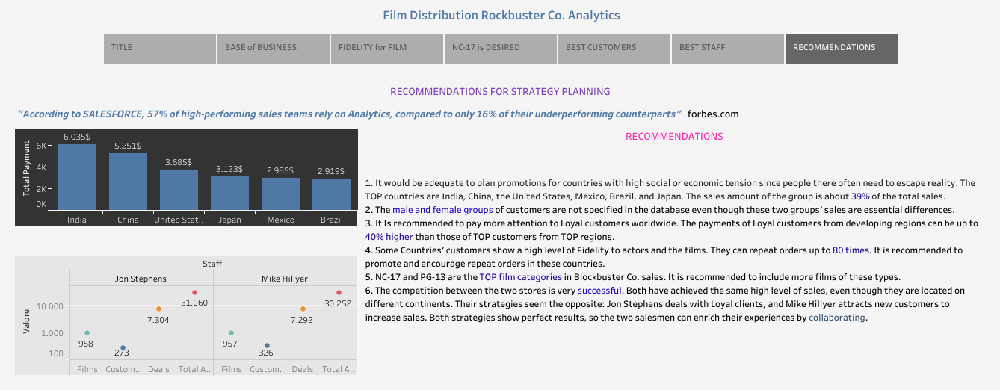 Film Distribution Rockbuster Co. Analytics
TITLE
BASE of BUSINESS
FIDELITY for FILM
NC-17 is DESIRED
BEST CUSTOMERS
BEST STAFF
RECOMMENDATIONS
RECOMMENDATIONS FOR STRATEGY PLANNING
"According to SALESFORCE, 57% of high-performing sales teams rely on Analytics, compared to only 16% of their underperforming counterparts" forbes.com
Total Payment
6K
4K
2K
0K
6.035$
5.251$
3.685$
3.123$
2.985$
2.919$
India
China
United Stat..
Japan
Mexico
Brazil
Staff
Jon Stephens
Mike Hillyer
Valore
10.000
1.000
100
958
273
7.304
31.060
957
326
7.292
30.252
Films
Custom..
Deals
Total A..
Films
Custom..
Deals
Total A..
RECOMMENDATIONS
1. It would be adequate to plan promotions for countries with high social or economic tension since people there often need to escape reality. The
TOP countries are India, China, the United States, Mexico, Brazil, and Japan. The sales amount of the group is about 39% of the total sales.
2. The male and female groups of customers are not specified in the database even though these two groups' sales are essential differences.
3. It Is recommended to pay more attention to Loyal customers worldwide. The payments of Loyal customers from developing regions can be up to
40% higher than those of TOP customers from TOP regions.
4. Some Countries' customers show a high level of Fidelity to actors and the films. They can repeat orders up to 80 times. It is recommended to
promote and encourage repeat orders in these countries.
5. NC-17 and PG-13 are the TOP film categories in Blockbuster Co. sales. It is recommended to include more films of these types.
6. The competition between the two stores is very successful. Both have achieved the same high level of sales, even though they are located on
different continents. Their strategies seem the opposite: Jon Stephens deals with Loyal clients, and Mike Hillyer attracts new customers to
increase sales. Both strategies show perfect results, so the two salesmen can enrich their experiences by collaborating.